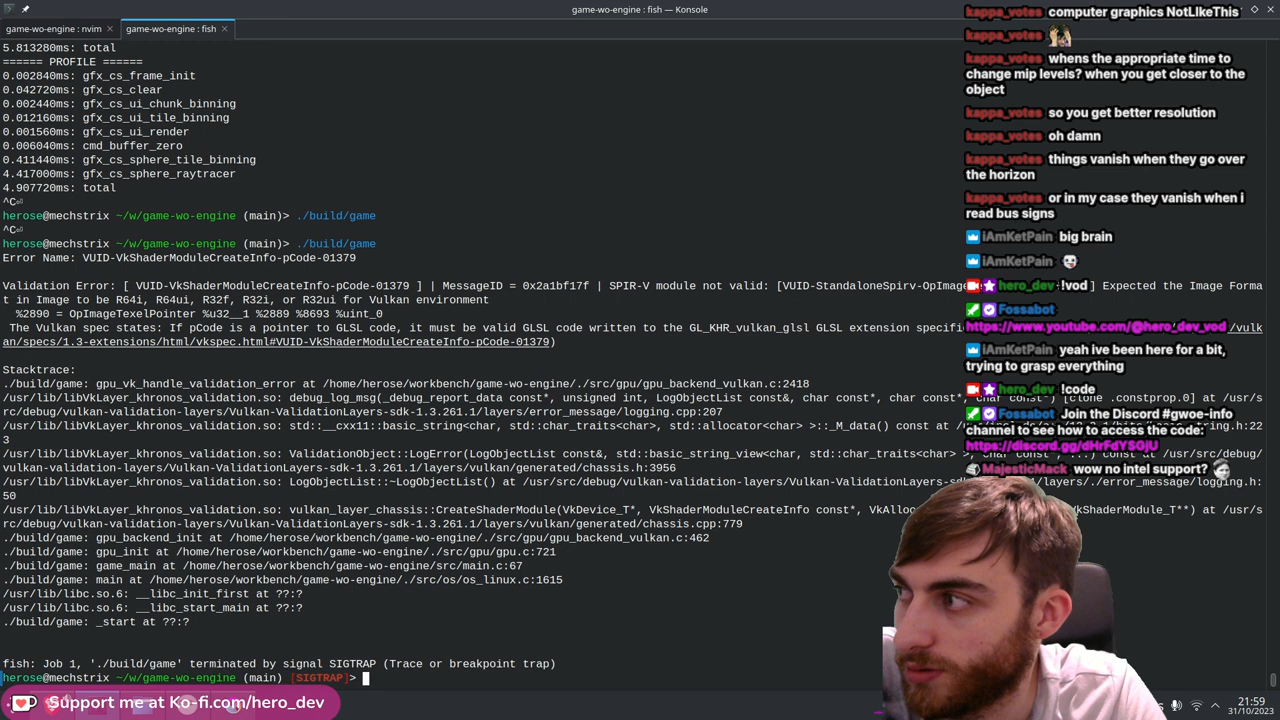 game-wo-engine : fish — Konsole
game-wo-engine : nvim
game-wo-engine : fish
5.813280ms: total
====== PROFILE ======
0.002840ms: gfx_cs_frame_init
0.042720ms: gfx_cs_clear
0.002440ms: gfx_cs_ui_chunk_binning
0.012160ms: gfx_cs_ui_tile_binning
0.001560ms: gfx_cs_ui_render
0.006040ms: cmd_buffer_zero
0.411440ms: gfx_cs_sphere_tile_binning
4.417000ms: gfx_cs_sphere_raytracer
4.907720ms: total
^C⏎
herose@mechstrix ~/w/game-wo-engine (main)> ./build/game
^C⏎
herose@mechstrix ~/w/game-wo-engine (main)> ./build/game
Error Name: VUID-VkShaderModuleCreateInfo-pCode-01379
Validation Error: [ VUID-VkShaderModuleCreateInfo-pCode-01379 ] | MessageID = 0x2a1bf17f | SPIR-V module not valid: [VUID-StandaloneSpirv-OpImage Expected the Image Forma
t in Image to be R64i, R64ui, R32f, R32i, or R32ui for Vulkan environment
%2890 = OpImageTexelPointer %u32__1 %2889 %uint_0
The Vulkan spec states: If pCode is a pointer to GLSL code, it must be valid GLSL code written to the GL_KHR_vulkan_glsl GLSL extension specifi /vulk
an/specs/1.3-extensions/html/vkspec.html#VUID-VkShaderModuleCreateInfo-pCode-01379)
Stacktrace:
./build/game: gpu_vk_handle_validation_error at /home/herose/workbench/game-wo-engine/./src/gpu/gpu_backend_vulkan.c:2418
/usr/lib/libVkLayer_khronos_validation.so: char const*) [clone .constprop.0] at /usr/s
rc/debug/vulkan-validation-layers/Vulkan-ValidationLayers-sdk-1.3.261.1/layers/error_message/logging.cpp:207
/usr/lib/libVkLayer_khronos_validation.so: std::__cxx11::basic_string<char, std::char_traits<char>, std::allocator<char> >::_M_data() const at
3
/usr/lib/libVkLayer_khronos_validation.so: (LogObjectList const&, std::basic_string_view<char, std::char_traits<char> >, char const*, ...) const at /usr/src/debug/
vulkan-validation-layers/Vulkan-ValidationLayers-sdk-1.3.261.1/layers/vulkan/generated/chassis.h:3956
/usr/lib/libVkLayer_khronos_validation.so: LogObjectList::~LogObjectList() at /usr/src/debug/vulkan-validation-layers/Vulkan-ValidationLayers-sdk-1.3.261.1/layers/./error_message/logging.h:
50
/usr/lib/libVkLayer_khronos_validation.so: vulkan_layer_chassis::CreateShaderModule(VkDevice_T*, VkShaderModuleCreateInfo const*, VkShaderModule_T**) at /usr/s
rc/debug/vulkan-validation-layers/Vulkan-ValidationLayers-sdk-1.3.261.1/layers/vulkan/generated/chassis.cpp:779
./build/game: gpu_backend_init at /home/herose/workbench/game-wo-engine/./src/gpu/gpu_backend_vulkan.c:462
./build/game: gpu_init at /home/herose/workbench/game-wo-engine/./src/gpu/gpu.c:721
./build/game: game_main at /home/herose/workbench/game-wo-engine/src/main.c:67
./build/game: main at /home/herose/workbench/game-wo-engine/./src/os/os_linux.c:1615
/usr/lib/libc.so.6: __libc_init_first at ??:?
/usr/lib/libc.so.6: __libc_start_main at ??:?
./build/game: _start at ??:?
fish: Job 1, './build/game' terminated by signal SIGTRAP (Trace or breakpoint trap)
herose@mechstrix ~/w/game-wo-engine (main) [SIGTRAP]>
Support me at Ko-fi.com/hero_dev
21:59
31/10/2023
kappa_votes computer graphics NotLIkeThis
kappa_votes
kappa_votes whens the appropriate time to
change mip levels? when you get closer to the
object
kappa_votes so you get better resolution
kappa_votes oh damn
kappa_votes things vanish when they go over
the horizon
kappa_votes or in my case they vanish when i
read bus signs
iAmKetPain big brain
iAmKetPain
hero_dev !vod
Fossabot
https://www.youtube.com/@hero_dev_vod
iAmKetPain yeah ive been here for a bit,
trying to grasp everything
hero_dev !code
Fossabot Join the Discord #gwoe-info
channel to see how to access the code:
https://discord.gg/dHrFdYSGjU
MajesticMack wow no intel support?